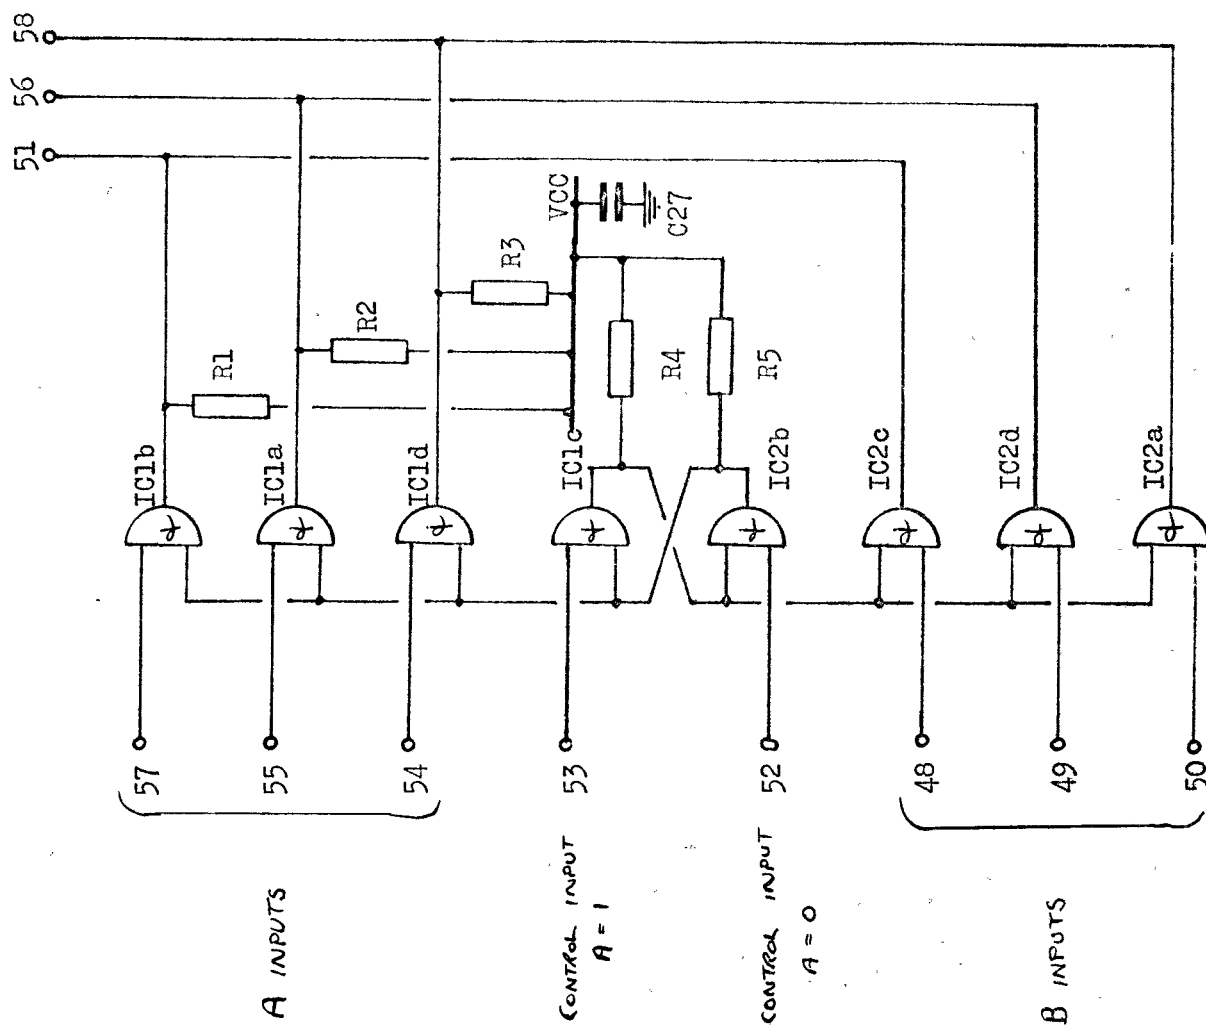 58
56
51
VCC
C27
R3
R2
R1
R4
R5
IC1b
IC1a
IC1d
IC1c
IC2b
IC2c
IC2d
IC2a
57
55
54
53
52
48
49
50
A INPUTS
CONTROL INPUT
A = 1
CONTROL INPUT
A = 0
B INPUTS